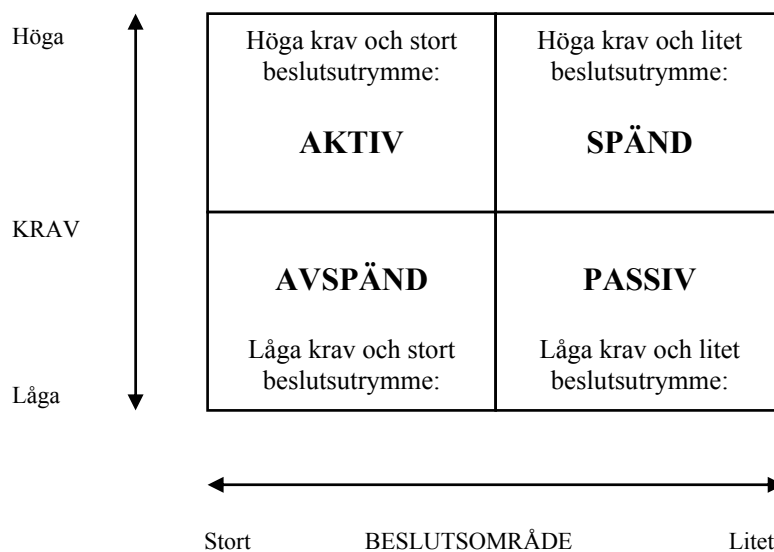 Höga
Höga krav och stort
beslutsutrymme:
AKTIV
Höga krav och litet
beslutsutrymme:
SPÄND
KRAV
AVSPÄND
Låga krav och stort
beslutsutrymme:
PASSIV
Låga krav och litet
beslutsutrymme:
Låga
Stort BESLUTSOMRÅDE Litet